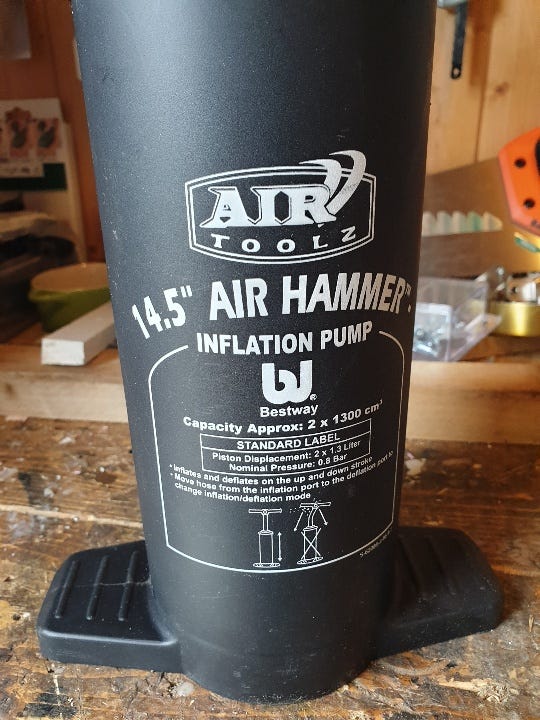 AIR
TOOLZ
14.5" AIR HAMMER™
INFLATION PUMP
®
Bestway
Capacity Approx: 2 x 1300 cm³
STANDARD LABEL
Piston Displacement: 2 x 1.3 Liter
Nominal Pressure: 0.8 Bar
• Inflates and deflates on the up and down stroke
• Move hose from the inflation port to the deflation port to
change inflation/deflation mode